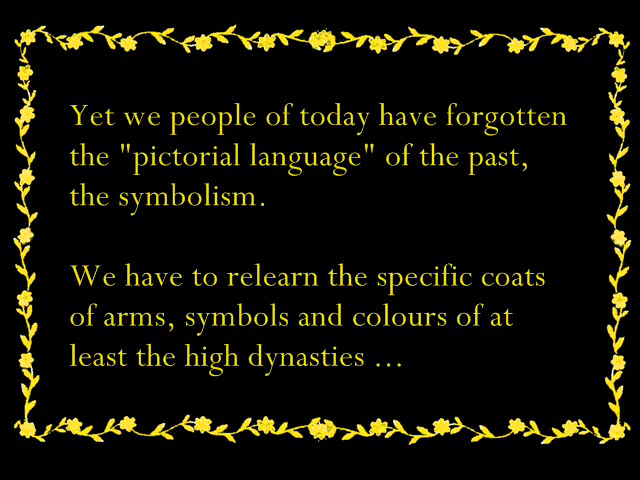 Yet we people of today have forgotten
the "pictorial language" of the past,
the symbolism.
We have to relearn the specific coats
of arms, symbols and colours of at
least the high dynasties ...